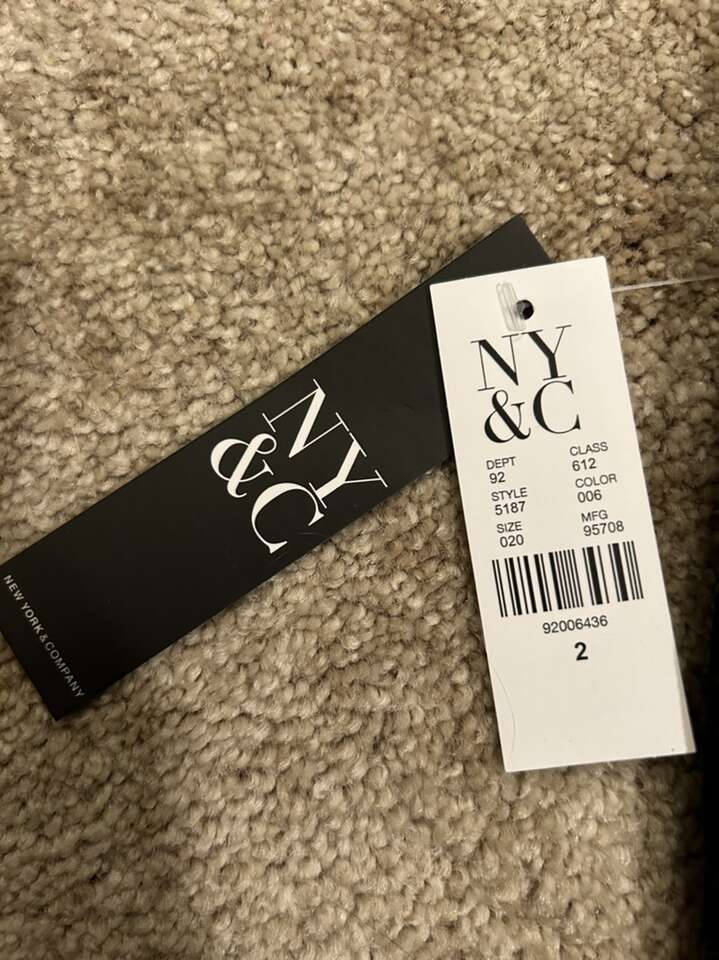 NY
&C
NEW YORK & COMPANY
NY
&C
DEPT CLASS
92 612
STYLE COLOR
5187 006
SIZE MFG
020 95708
92006436
2